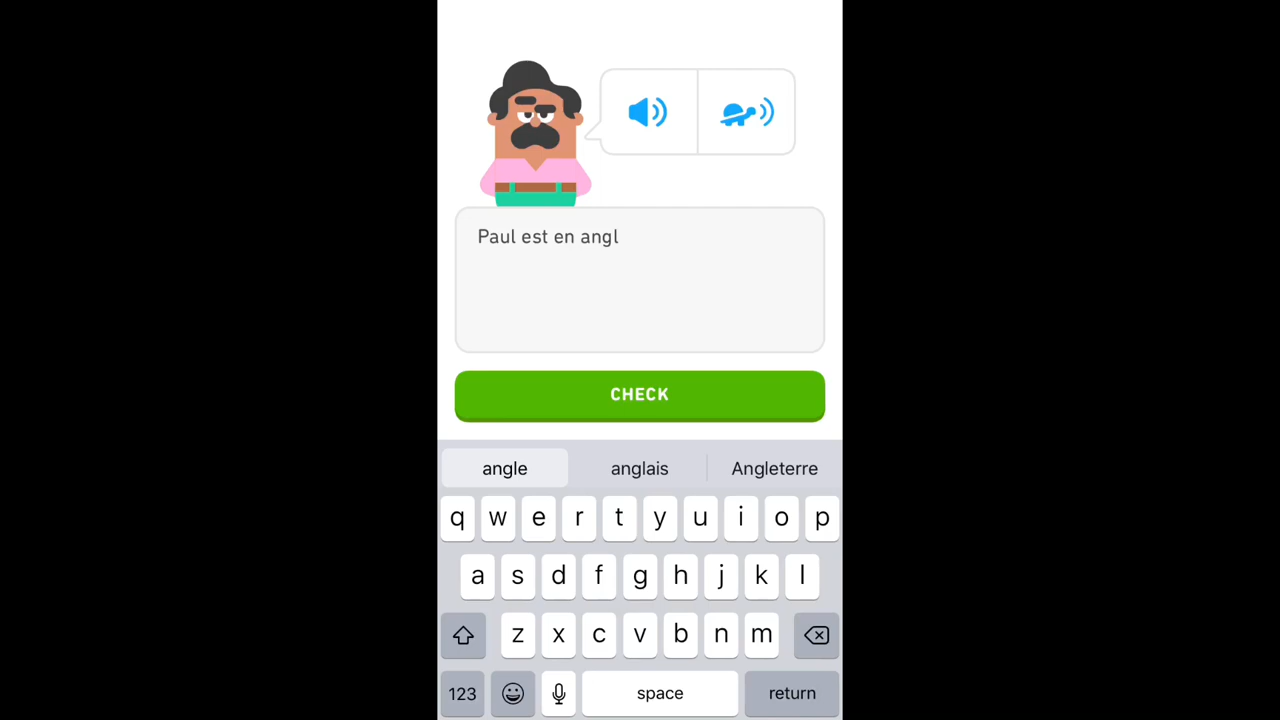 Paul est en angl
CHECK
angle anglais Angleterre
q w e r t y u i o p
a s d f g h j k l
z x c v b n m
123 space return